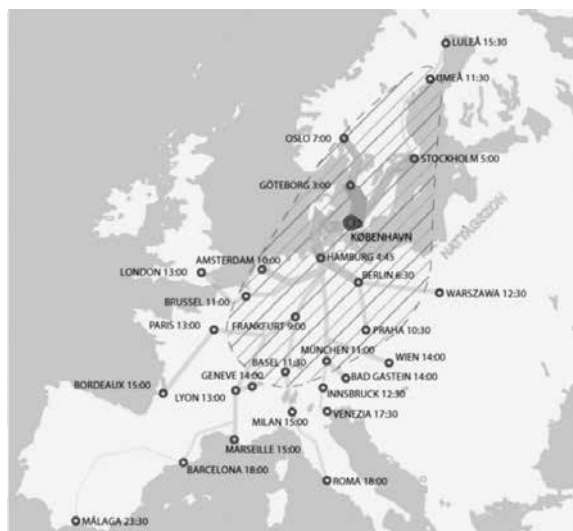 LULEÅ 15:30
UMEÅ 11:30
OSLO 7:00
STOCKHOLM 5:00
GÖTEBORG 3:00
KØBENHAVN
NATTÅGSZON
AMSTERDAM 10:00
HAMBURG 4:45
LONDON 13:00
BERLIN 6:30
BRUSSEL 11:00
WARSZAWA 12:30
PARIS 13:00
FRANKFURT 9:00
PRAHA 10:30
MÜNCHEN 11:00
WIEN 14:00
BASEL 11:30
GENEVE 14:00
BAD GASTEIN 14:00
BORDEAUX 15:00
LYON 13:00
INNSBRUCK 12:30
MILAN 15:00
VENEZIA 17:30
MARSEILLE 15:00
BARCELONA 18:00
ROMA 18:00
MÁLAGA 23:30